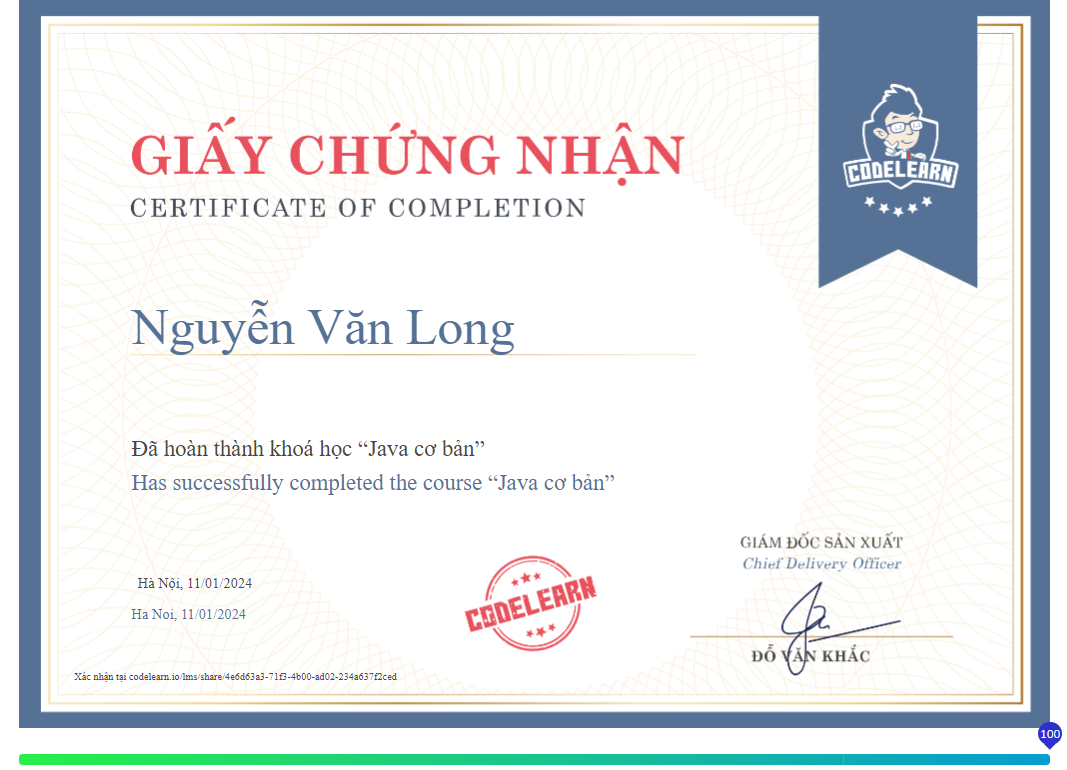 GIẤY CHỨNG NHẬN
CERTIFICATE OF COMPLETION
CODELEARN
Nguyễn Văn Long
Đã hoàn thành khoá học “Java cơ bản”
Has successfully completed the course “Java cơ bản”
Hà Nội, 11/01/2024
Ha Noi, 11/01/2024
CODELEARN
GIÁM ĐỐC SẢN XUẤT
Chief Delivery Officer
ĐỖ VĂN KHẮC
Xác nhận tại codelearn.io/lms/share/4e6d63a3-71f3-4b00-ad02-234a637f2ced
100